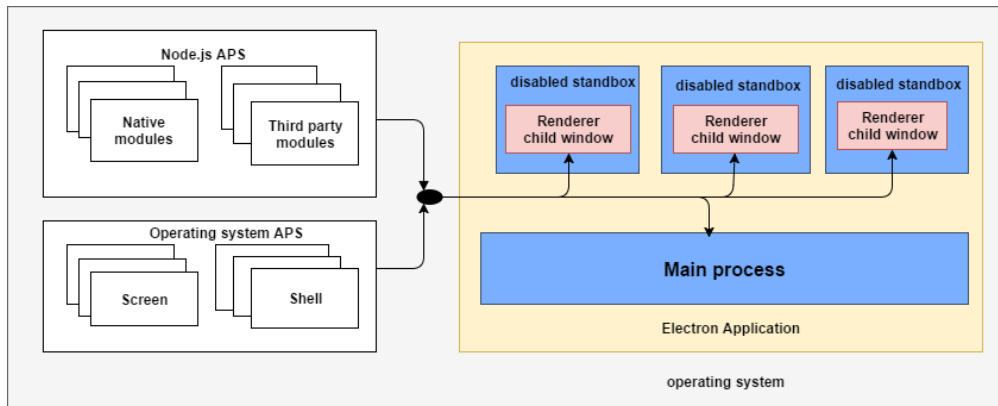 Node.js APS
Native
modules
Third party
modules
Operating system APS
Screen
Shell
disabled standbox
Renderer
child window
disabled standbox
Renderer
child window
disabled standbox
Renderer
child window
Main process
Electron Application
operating system